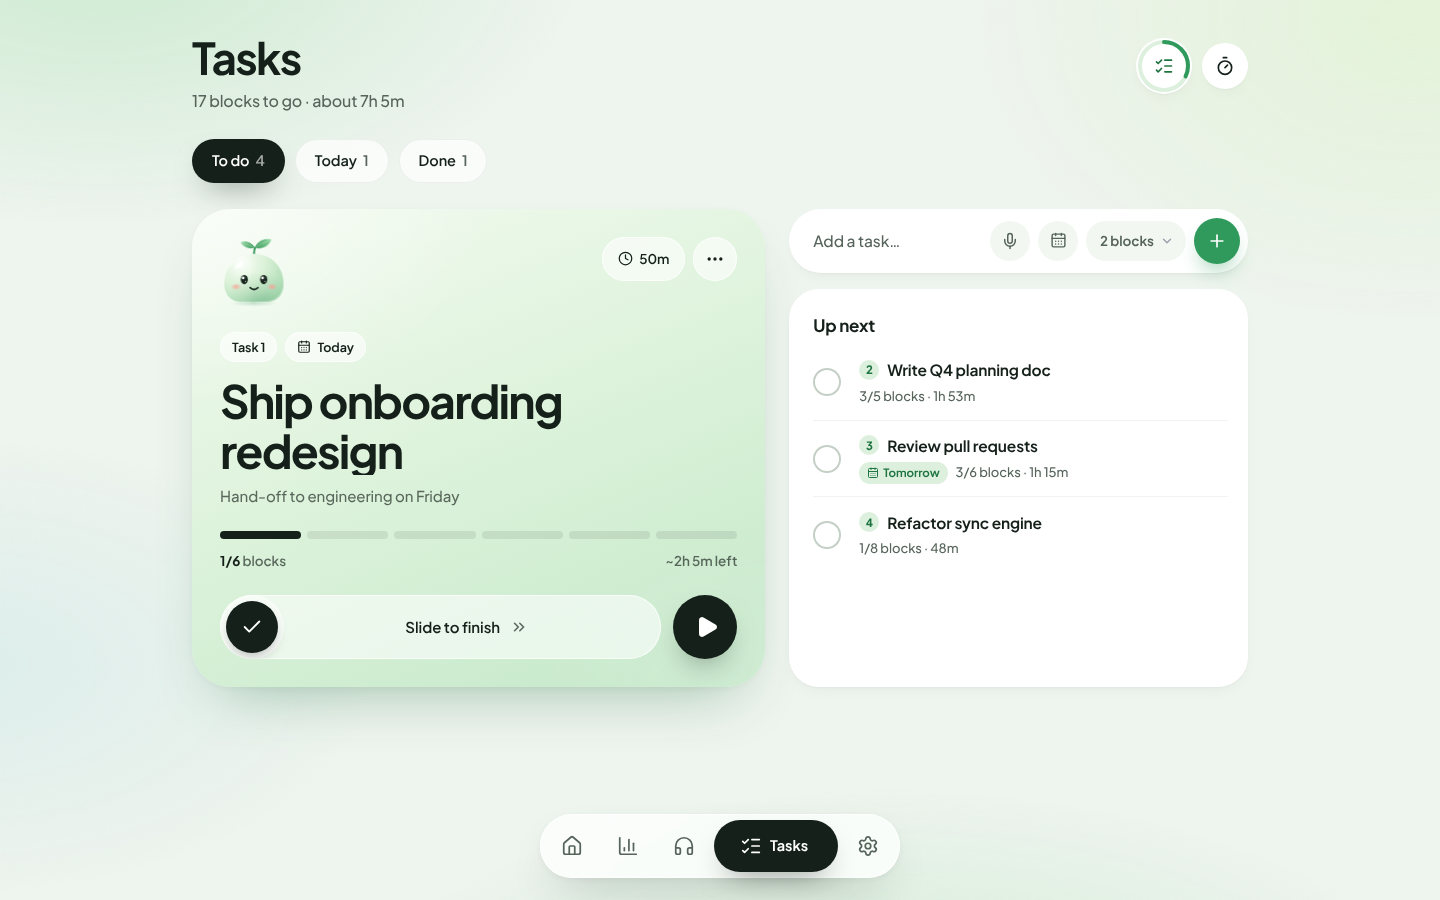 Tasks
17 blocks to go · about 7h 5m
To do 4
Today 1
Done 1
50m
Task 1
Today
Ship onboarding
redesign
Hand-off to engineering on Friday
1/6 blocks
~2h 5m left
Slide to finish
Add a task...
2 blocks
Up next
2 Write Q4 planning doc
3/5 blocks · 1h 53m
3 Review pull requests
Tomorrow 3/6 blocks · 1h 15m
4 Refactor sync engine
1/8 blocks · 48m
Tasks